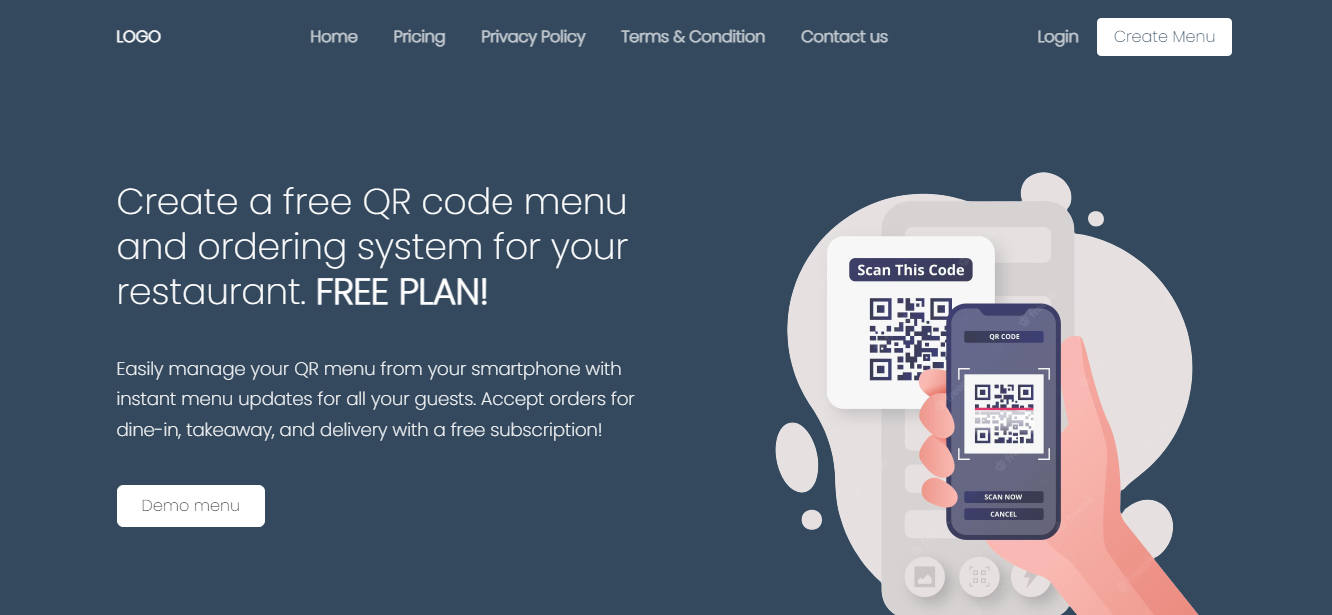 LOGO
Home
Pricing
Privacy Policy
Terms & Condition
Contact us
Login
Create Menu
Create a free QR code menu
and ordering system for your
restaurant. FREE PLAN!
Easily manage your QR menu from your smartphone with
instant menu updates for all your guests. Accept orders for
dine-in, takeaway, and delivery with a free subscription!
Demo menu
Scan This Code
QR CODE
SCAN NOW
CANCEL